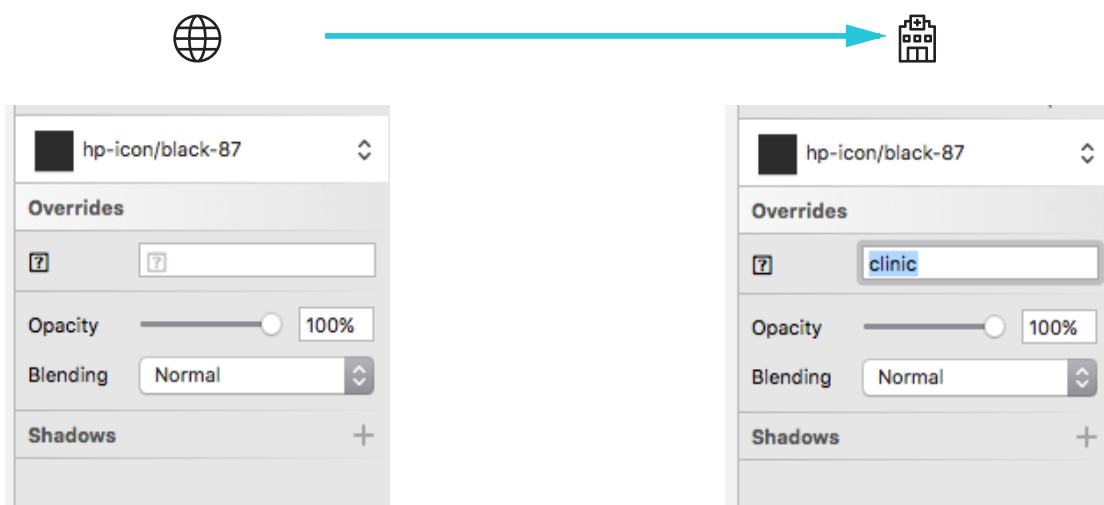 hp-icon/black-87
Overrides
?
?
Opacity
100%
Blending
Normal
Shadows
hp-icon/black-87
Overrides
?
clinic
Opacity
100%
Blending
Normal
Shadows